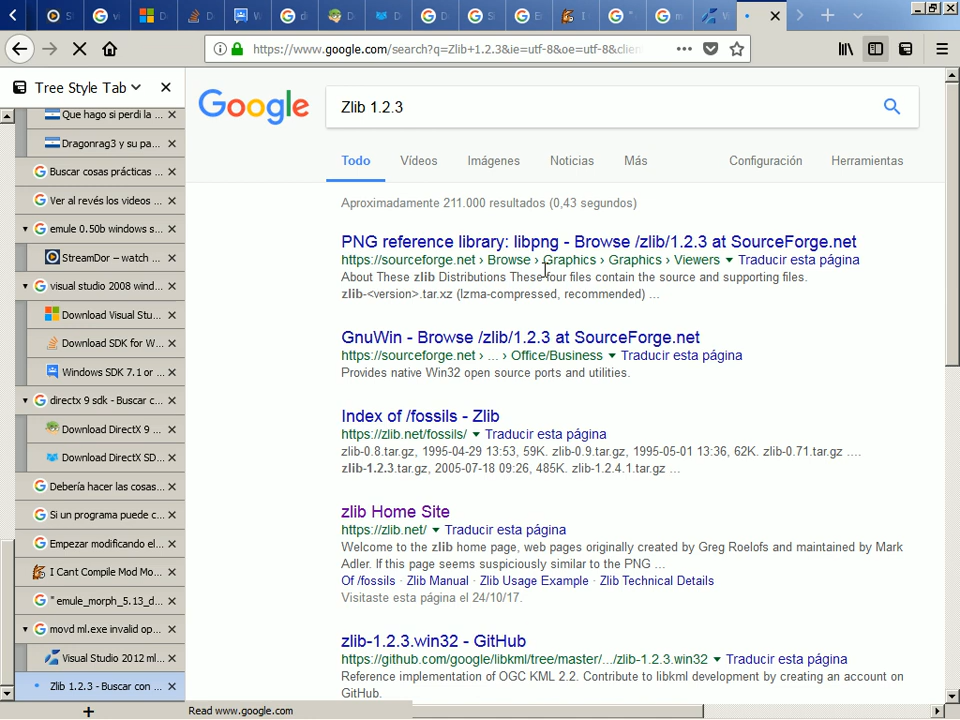 https://www.google.com/search?q=Zlib+1.2.3&ie=utf-8&oe=utf-8&clien
Tree Style Tab
Que hago si perdi la ...
Dragonrag3 y su pa...
Buscar cosas prácticas ...
Ver al revés los videos ...
emule 0.50b windows s...
StreamDor – watch ...
visual studio 2008 wind...
Download Visual Stu...
Download SDK for W...
Windows SDK 7.1 or ...
directx 9 sdk - Buscar c...
Download DirectX 9 ...
Download DirectX SD...
Debería hacer las cosas...
Si un programa puede c...
Empezar modificando el...
I Cant Compile Mod Mo...
" emule_morph_5.13_d...
movd ml.exe invalid op...
Visual Studio 2012 ml...
Zlib 1.2.3 - Buscar con ...
Google
Zlib 1.2.3
Todo Vídeos Imágenes Noticias Más Configuración Herramientas
Aproximadamente 211.000 resultados (0,43 segundos)
PNG reference library: libpng - Browse /zlib/1.2.3 at SourceForge.net
https://sourceforge.net › Browse › Graphics › Graphics › Viewers ▾ Traducir esta página
About These zlib Distributions These four files contain the source and supporting files.
zlib-<version>.tar.xz (lzma-compressed, recommended) ...
GnuWin - Browse /zlib/1.2.3 at SourceForge.net
https://sourceforge.net › ... › Office/Business ▾ Traducir esta página
Provides native Win32 open source ports and utilities.
Index of /fossils - Zlib
https://zlib.net/fossils/ ▾ Traducir esta página
zlib-0.8.tar.gz, 1995-04-29 13:53, 59K. zlib-0.9.tar.gz, 1995-05-01 13:36, 62K. zlib-0.71.tar.gz ....
zlib-1.2.3.tar.gz, 2005-07-18 09:26, 485K. zlib-1.2.4.1.tar.gz ...
zlib Home Site
https://zlib.net/ ▾ Traducir esta página
Welcome to the zlib home page, web pages originally created by Greg Roelofs and maintained by Mark
Adler. If this page seems suspiciously similar to the PNG ...
Of /fossils · Zlib Manual · Zlib Usage Example · Zlib Technical Details
Visitaste esta página el 24/10/17.
zlib-1.2.3.win32 - GitHub
https://github.com/google/libkml/tree/master/.../zlib-1.2.3.win32 ▾ Traducir esta página
Reference implementation of OGC KML 2.2. Contribute to libkml development by creating an account on
GitHub.
Read www.google.com